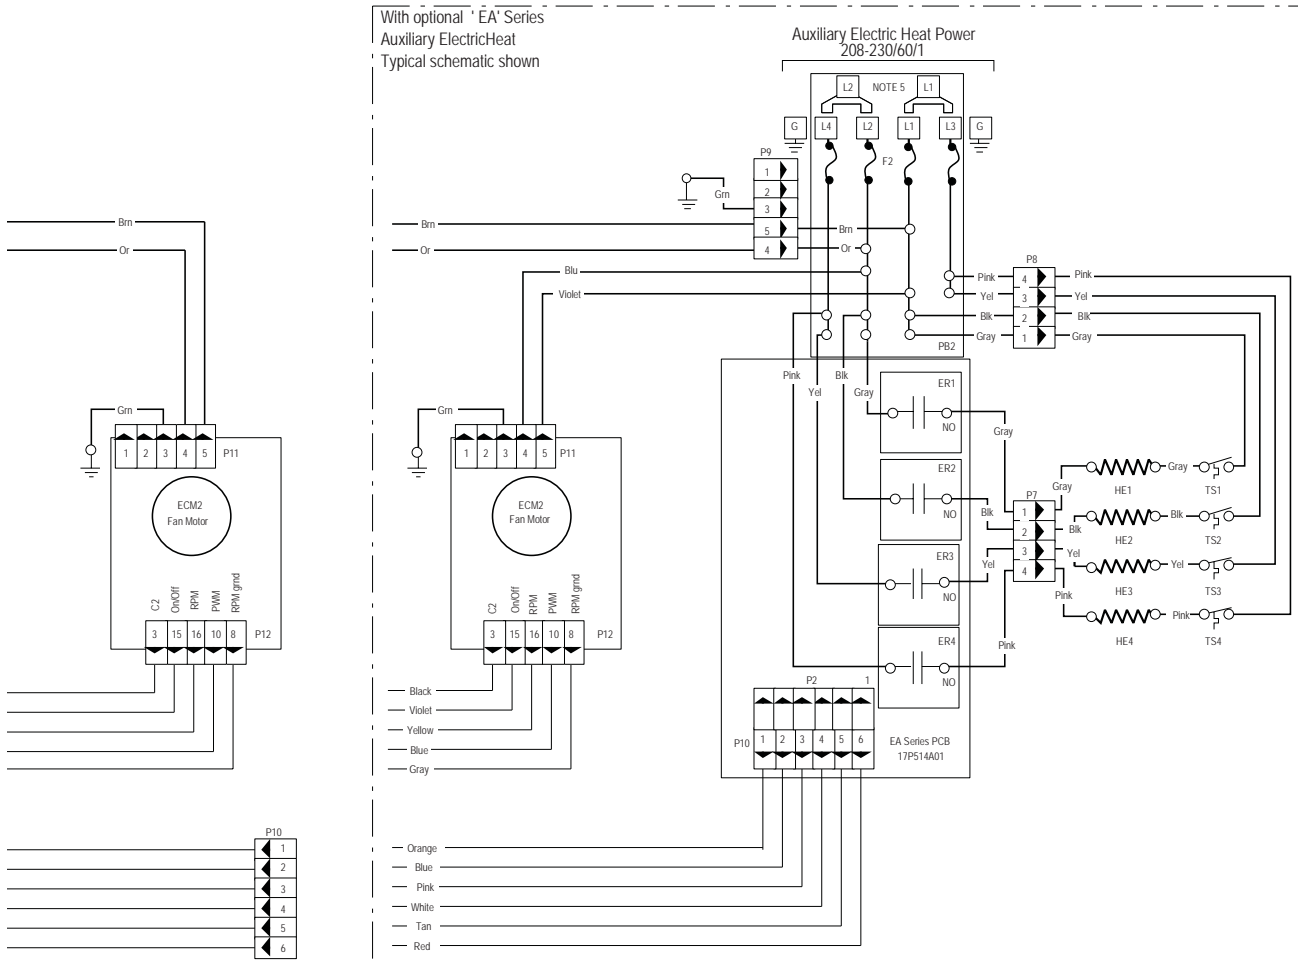 With optional ' EA' Series
Auxiliary ElectricHeat
Typical schematic shown
Auxiliary Electric Heat Power
208-230/60/1
L2 NOTE 5 L1
G L4 L2 L1 L3 G
F2
P9
1
2
3
5
4
Grn
Brn
Or
Brn
Or
Brn
Or
Blu
Violet
P8
Pink 4 Pink
Yel 3 Yel
Blk 2 Blk
Gray 1 Gray
PB2
Pink
Yel
Blk
Gray
ER1
NO
Gray
ER2
NO
Blk
ER3
NO
Yel
ER4
NO
Pink
P7
1
2
3
4
Gray
Blk
Yel
Pink
Gray
HE1 TS1
Blk
HE2 TS2
Yel
HE3 TS3
Pink
HE4 TS4
Grn
1 2 3 4 5 P11
ECM2
Fan Motor
C2 On/Off RPM PWM RPM grnd
3 15 16 10 8 P12
Grn
1 2 3 4 5 P11
ECM2
Fan Motor
C2 On/Off RPM PWM RPM grnd
3 15 16 10 8 P12
Black
Violet
Yellow
Blue
Gray
P2 1
P10 1 2 3 4 5 6
EA Series PCB
17P514A01
P10
1
2
3
4
5
6
Orange
Blue
Pink
White
Tan
Red